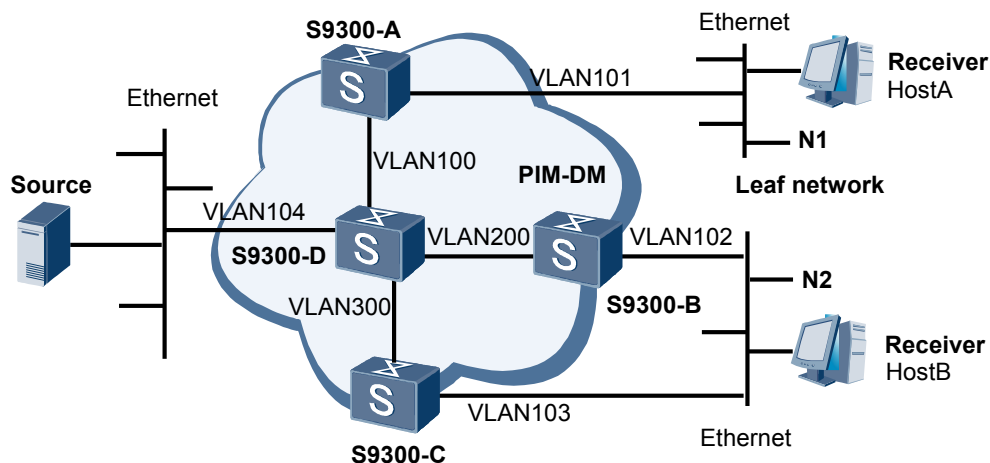 S9300-A
Ethernet
Receiver
HostA
VLAN101
Ethernet
S
N1
VLAN100
PIM-DM
Leaf network
Source
VLAN104
VLAN200
VLAN102
S
S
S9300-D
N2
S9300-B
VLAN300
Receiver
HostB
S
VLAN103
Ethernet
S9300-C